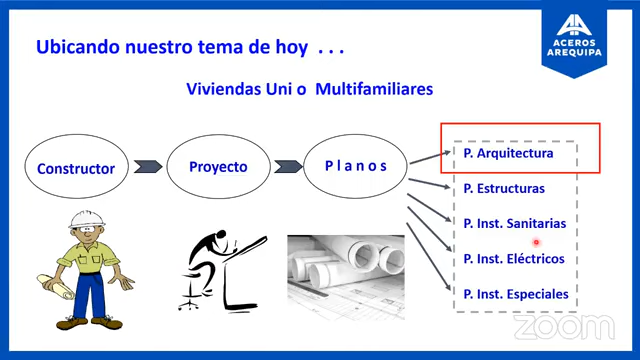 Ubicando nuestro tema de hoy . . .
ACEROS
AREQUIPA
Viviendas Uni o Multifamiliares
Constructor
Proyecto
P l a n o s
P. Arquitectura
P. Estructuras
P. Inst. Sanitarias
P. Inst. Eléctricos
P. Inst. Especiales
zoom